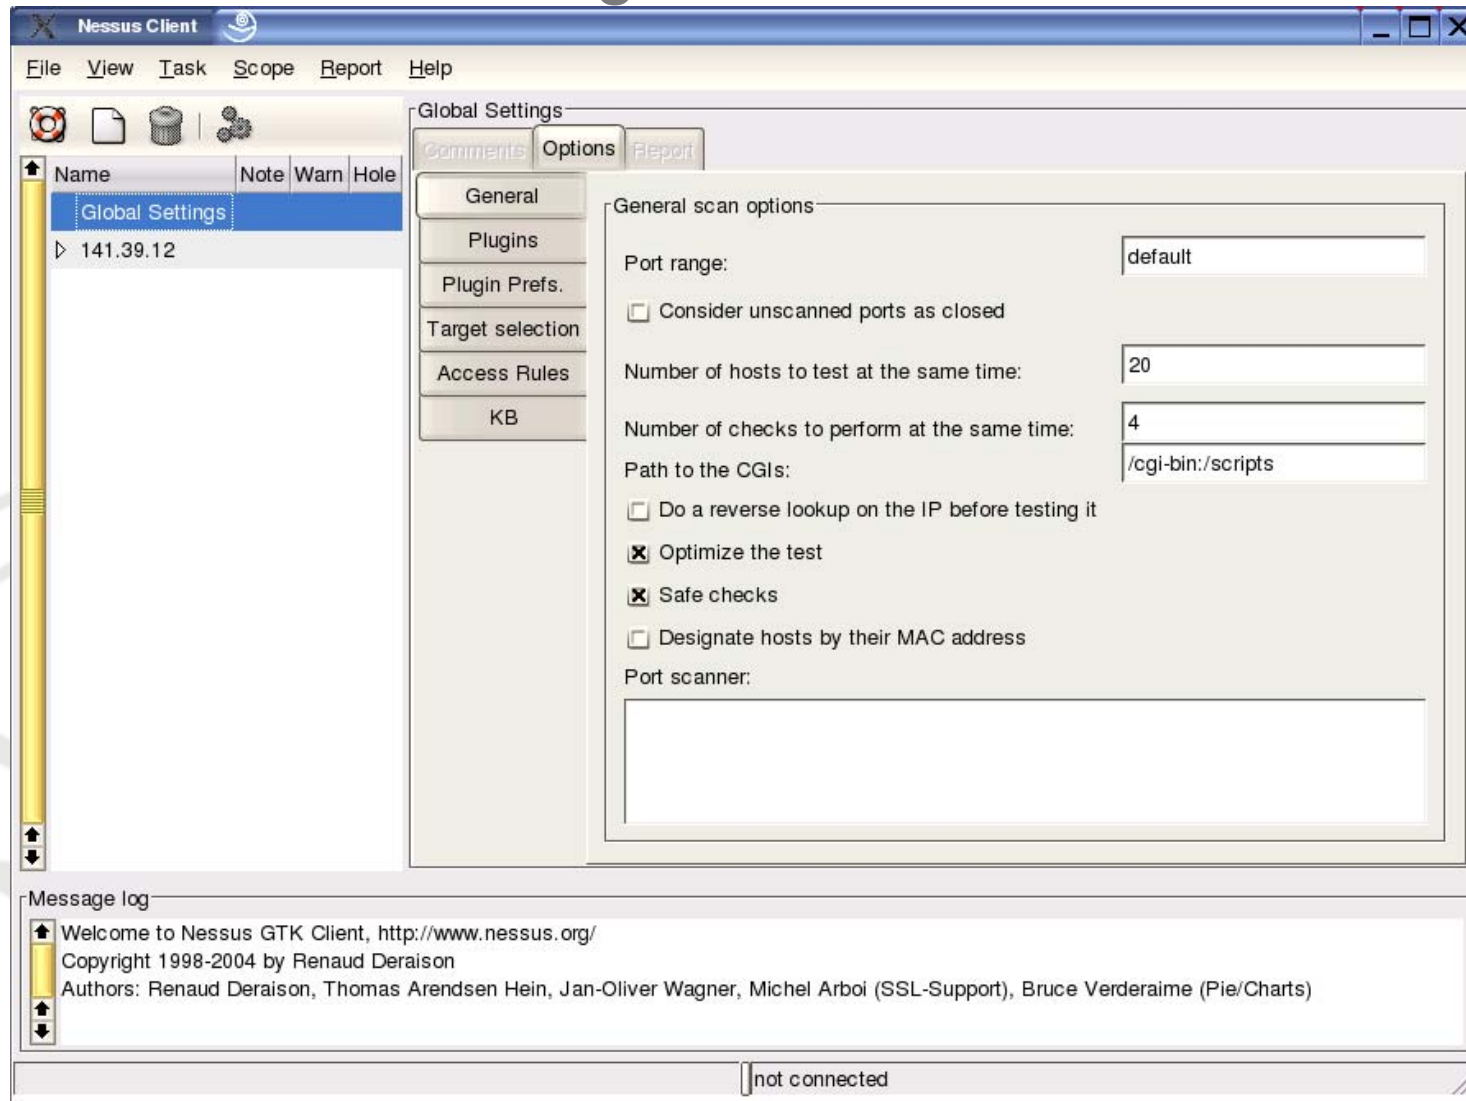 Nessus Client
File View Task Scope Report Help
Global Settings
Comments Options Report
Name Note Warn Hole
Global Settings
141.39.12
General
Plugins
Plugin Prefs.
Target selection
Access Rules
KB
General scan options
Port range: default
Consider unscanned ports as closed
Number of hosts to test at the same time: 20
Number of checks to perform at the same time: 4
Path to the CGIs: /cgi-bin:/scripts
Do a reverse lookup on the IP before testing it
Optimize the test
Safe checks
Designate hosts by their MAC address
Port scanner:
Message log
Welcome to Nessus GTK Client, http://www.nessus.org/
Copyright 1998-2004 by Renaud Deraison
Authors: Renaud Deraison, Thomas Arendsen Hein, Jan-Oliver Wagner, Michel Arboi (SSL-Support), Bruce Verderaime (Pie/Charts)
not connected